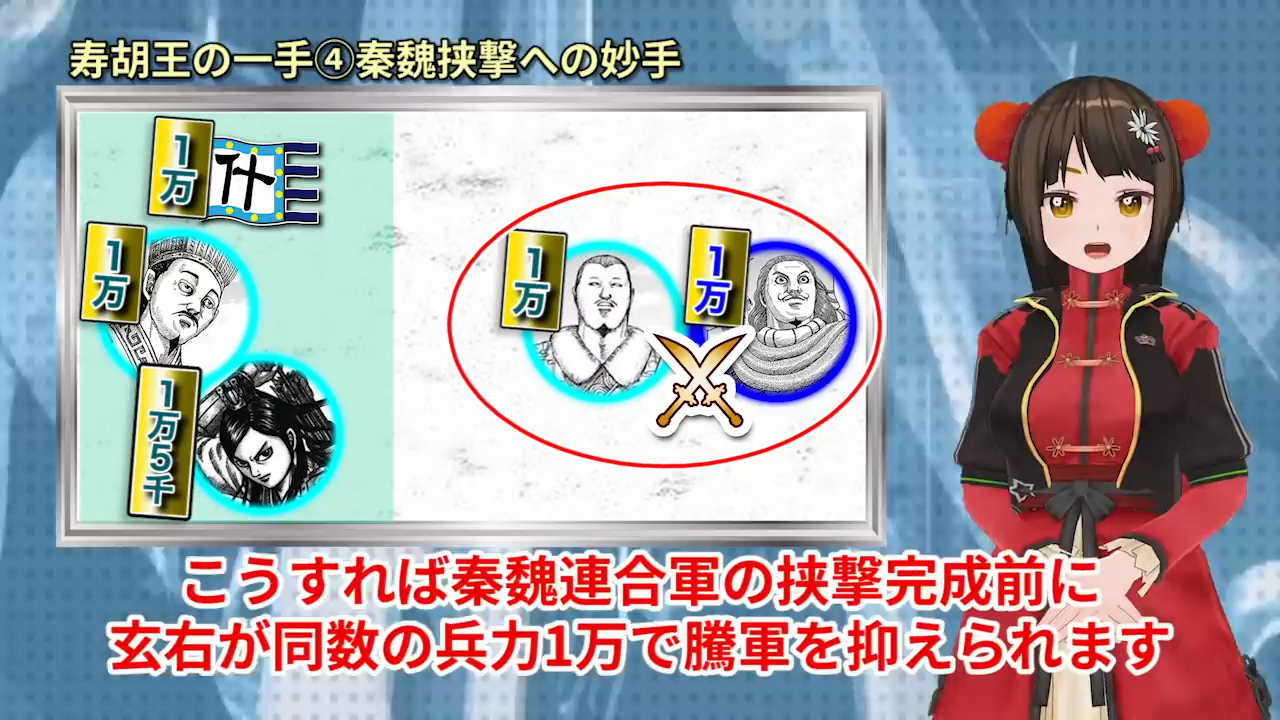 寿胡王の一手④秦魏挟撃への妙手
1万
什
1万
1万
1万
1万5千
こうすれば秦魏連合軍の挟撃完成前に
玄右が同数の兵力1万で騰軍を抑えられます